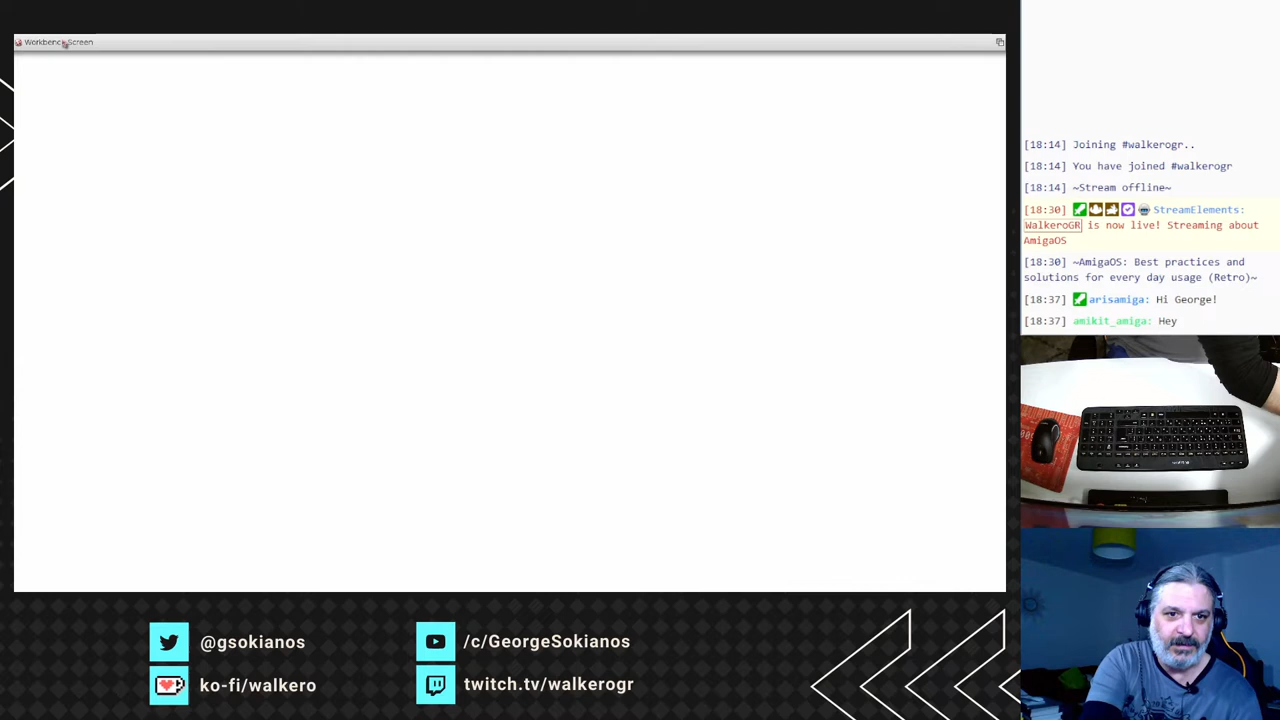 Workbench Screen
[18:14] Joining #walkerogr..
[18:14] You have joined #walkerogr
[18:14] ~Stream offline~
[18:30] StreamElements:
WalkeroGR is now live! Streaming about
AmigaOS
[18:30] ~AmigaOS: Best practices and
solutions for every day usage (Retro)~
[18:37] arisamiga: Hi George!
[18:37] amikit_amiga: Hey
@gsokianos
/c/GeorgeSokianos
ko-fi/walkero
twitch.tv/walkerogr